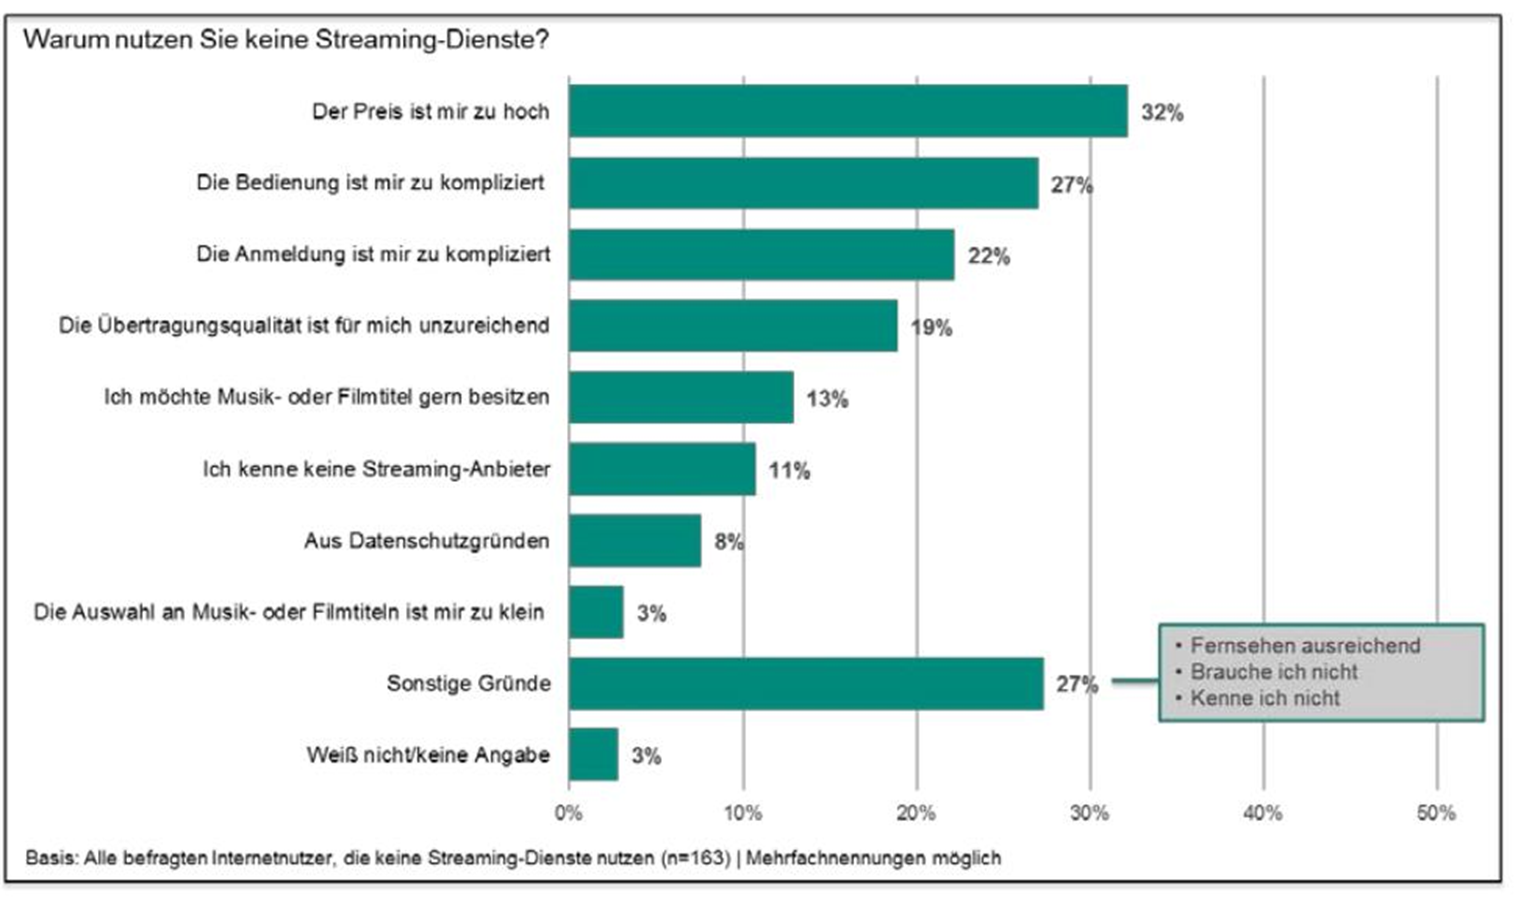 Warum nutzen Sie keine Streaming-Dienste?
Der Preis ist mir zu hoch 32%
Die Bedienung ist mir zu kompliziert 27%
Die Anmeldung ist mir zu kompliziert 22%
Die Übertragungsqualität ist für mich unzureichend 19%
Ich möchte Musik- oder Filmtitel gern besitzen 13%
Ich kenne keine Streaming-Anbieter 11%
Aus Datenschutzgründen 8%
Die Auswahl an Musik- oder Filmtiteln ist mir zu klein 3%
Sonstige Gründe 27%
• Fernsehen ausreichend
• Brauche ich nicht
• Kenne ich nicht
Weiß nicht/keine Angabe 3%
0% 10% 20% 30% 40% 50%
Basis: Alle befragten Internetnutzer, die keine Streaming-Dienste nutzen (n=163) | Mehrfachnennungen möglich